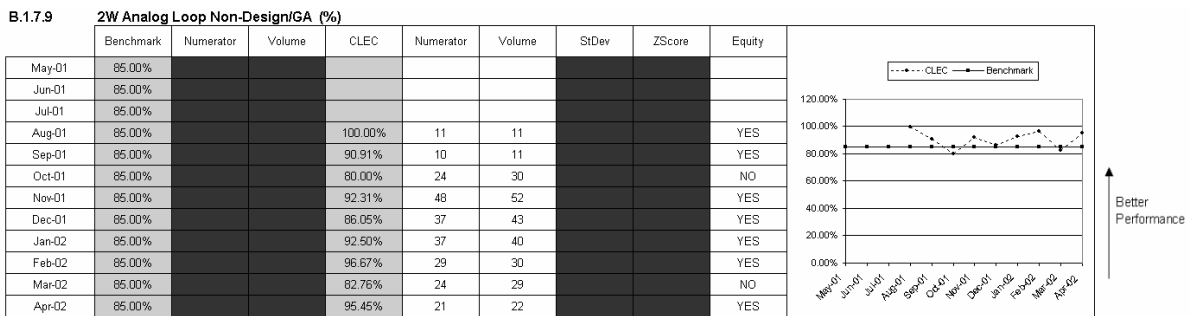 B.1.7.9 2W Analog Loop Non-Design/GA (%)
Benchmark Numerator Volume CLEC Numerator Volume StDev ZScore Equity
May-01 85.00%
Jun-01 85.00%
Jul-01 85.00%
Aug-01 85.00% 100.00% 11 11 YES
Sep-01 85.00% 90.91% 10 11 YES
Oct-01 85.00% 80.00% 24 30 NO
Nov-01 85.00% 92.31% 48 52 YES
Dec-01 85.00% 86.05% 37 43 YES
Jan-02 85.00% 92.50% 37 40 YES
Feb-02 85.00% 96.67% 29 30 YES
Mar-02 85.00% 82.76% 24 29 NO
Apr-02 85.00% 95.45% 21 22 YES
CLEC Benchmark
120.00%
100.00%
80.00%
60.00%
40.00%
20.00%
0.00%
May-01 Jun-01 Jul-01 Aug-01 Sep-01 Oct-01 Nov-01 Dec-01 Jan-02 Feb-02 Mar-02 Apr-02
Better
Performance